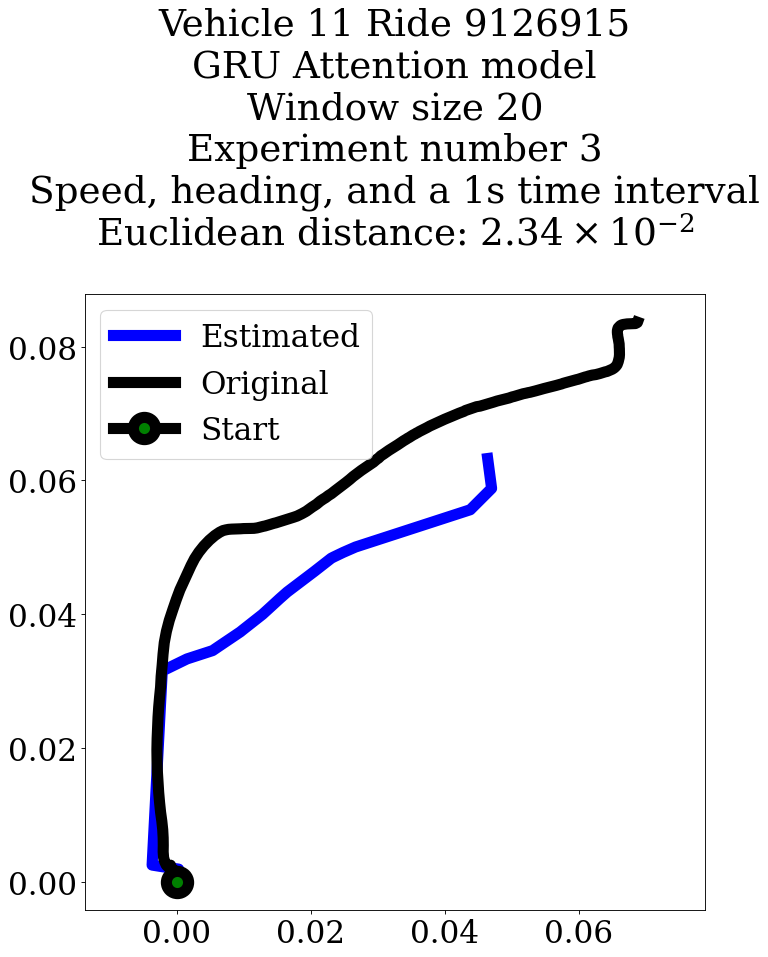 Vehicle 11 Ride 9126915
GRU Attention model
Window size 20
Experiment number 3
Speed, heading, and a 1s time interval
Euclidean distance: 2.34 × 10⁻²
Estimated
Original
Start
0.08
0.06
0.04
0.02
0.00
0.00 0.02 0.04 0.06